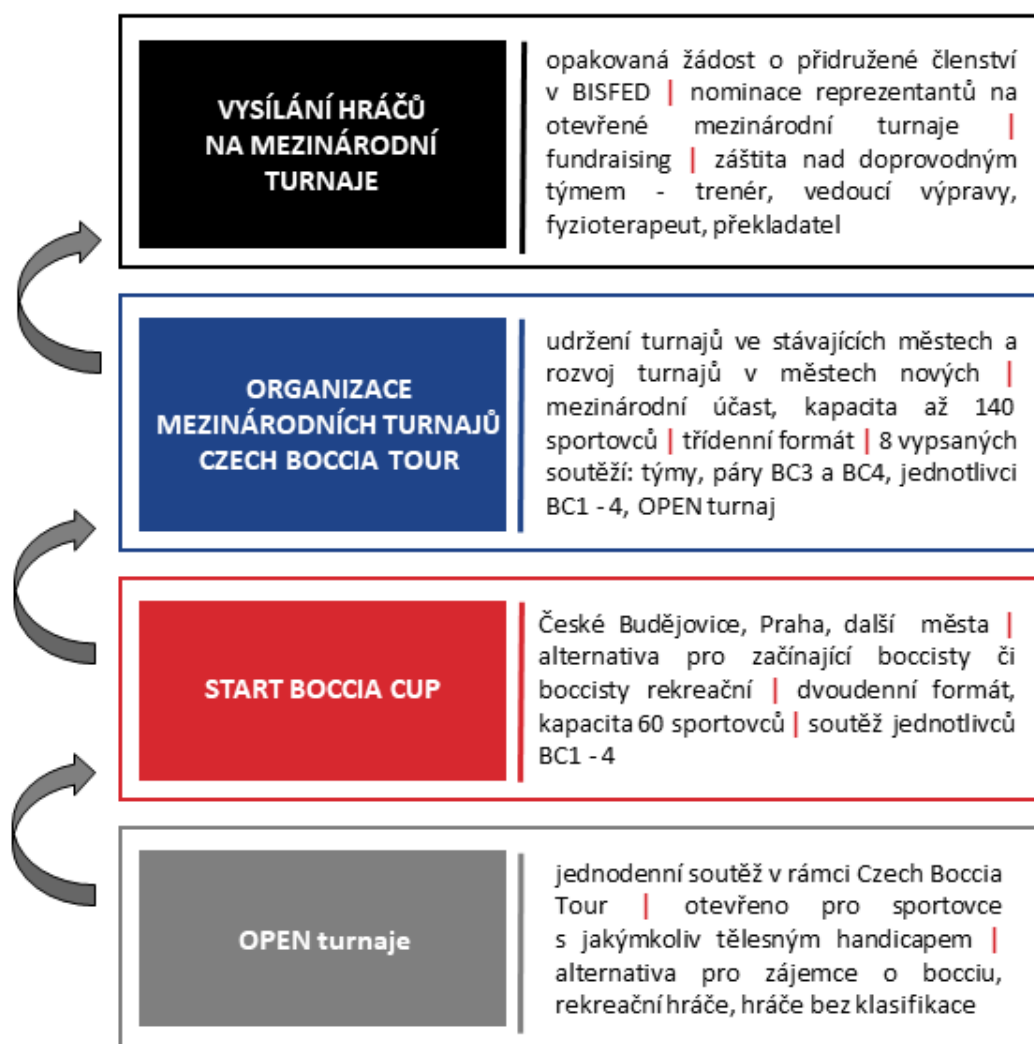 VYSÍLÁNÍ HRÁČŮ
NA MEZINÁRODNÍ
TURNAJE
opakovaná žádost o přidružené členství
v BISFED | nominace reprezentantů na
otevřené mezinárodní turnaje |
fundraising | záštita nad doprovodným
týmem - trenér, vedoucí výpravy,
fyzioterapeut, překladatel
ORGANIZACE
MEZINÁRODNÍCH TURNAJŮ
CZECH BOCCIA TOUR
udržení turnajů ve stávajících městech a
rozvoj turnajů v městech nových |
mezinárodní účast, kapacita až 140
sportovců | třídenní formát | 8 vypsaných
soutěží: týmy, páry BC3 a BC4, jednotlivci
BC1 - 4, OPEN turnaj
START BOCCIA CUP
České Budějovice, Praha, další města |
alternativa pro začínající boccisty či
boccisty rekreační | dvoudenní formát,
kapacita 60 sportovců | soutěž jednotlivců
BC1 - 4
OPEN turnaje
jednodenní soutěž v rámci Czech Boccia
Tour | otevřeno pro sportovce
s jakýmkoliv tělesným handicapem |
alternativa pro zájemce o bocciu,
rekreační hráče, hráče bez klasifikace